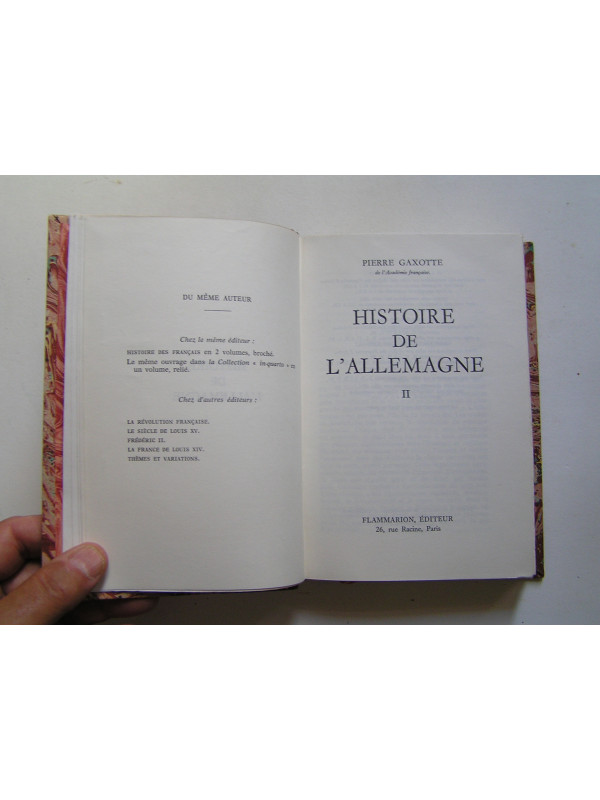 DU MÊME AUTEUR
Chez le même éditeur :
HISTOIRE DES FRANÇAIS en 2 volumes, broché.
Le même ouvrage dans la Collection « in-quarto » en
un volume, relié.
Chez d'autres éditeurs :
LA RÉVOLUTION FRANÇAISE.
LE SIÈCLE DE LOUIS XV.
FRÉDÉRIC II.
LA FRANCE DE LOUIS XIV.
THÈMES ET VARIATIONS.
PIERRE GAXOTTE
de l'Académie française
HISTOIRE
DE
L'ALLEMAGNE
II
FLAMMARION, ÉDITEUR
26, rue Racine, Paris